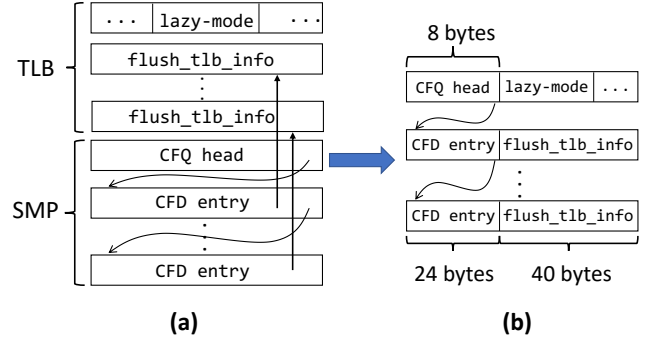 TLB
... lazy-mode ...
flush_tlb_info
flush_tlb_info
SMP
CFQ head
CFD entry
CFD entry
(a)
8 bytes
CFQ head lazy-mode ...
CFD entry flush_tlb_info
CFD entry flush_tlb_info
24 bytes 40 bytes
(b)